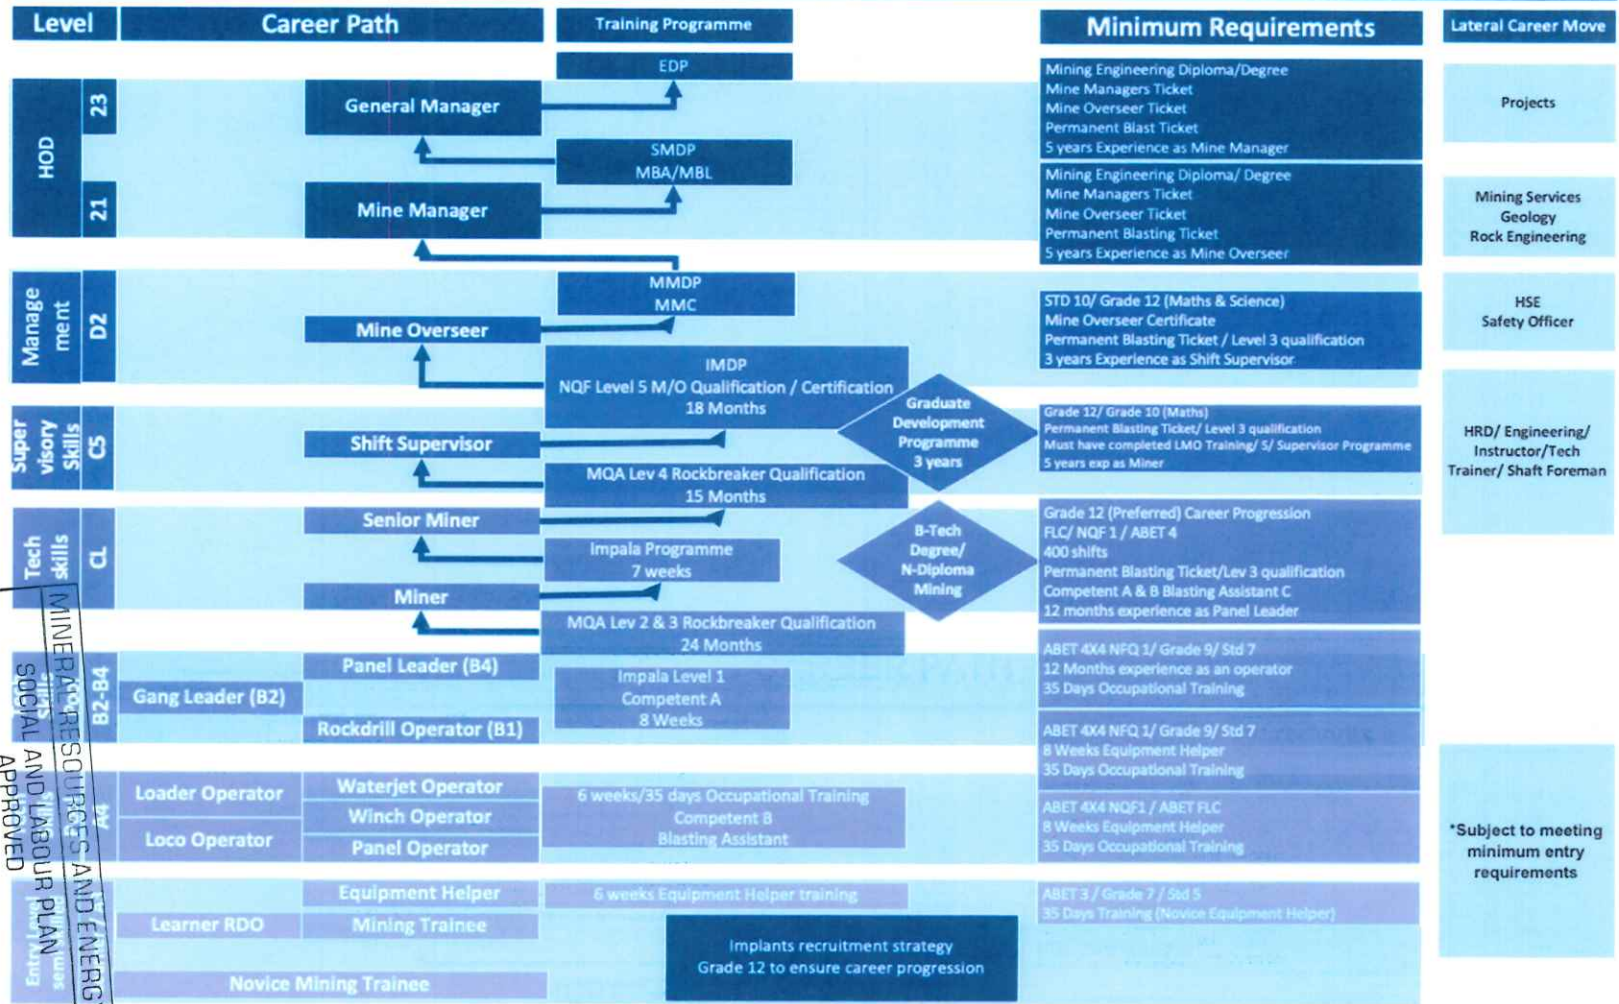 Level
Career Path
Training Programme
Minimum Requirements
Lateral Career Move
HOD
23
General Manager
EDP
Mining Engineering Diploma/Degree
Mine Managers Ticket
Mine Overseer Ticket
Permanent Blast Ticket
5 years Experience as Mine Manager
Projects
SMDP
MBA/MBL
21
Mine Manager
Mining Engineering Diploma/ Degree
Mine Managers Ticket
Mine Overseer Ticket
Permanent Blasting Ticket
5 years Experience as Mine Overseer
Mining Services
Geology
Rock Engineering
Manage
ment
D2
MMDP
MMC
Mine Overseer
STD 10/ Grade 12 (Maths & Science)
Mine Overseer Certificate
Permanent Blasting Ticket / Level 3 qualification
3 years Experience as Shift Supervisor
HSE
Safety Officer
IMDP
NQF Level 5 M/O Qualification / Certification
18 Months
Super
visory
Skills
C5
Shift Supervisor
Graduate
Development
Programme
3 years
Grade 12/ Grade 10 (Maths)
Permanent Blasting Ticket/ Level 3 qualification
Must have completed LMO Training/ S/ Supervisor Programme
5 years exp as Miner
HRD/ Engineering/
Instructor/Tech
Trainer/ Shaft Foreman
MQA Lev 4 Rockbreaker Qualification
15 Months
Tech
skills
CL
Senior Miner
Impala Programme
7 weeks
Miner
B-Tech
Degree/
N-Diploma
Mining
Grade 12 (Preferred) Career Progression
FLC/ NQF 1 / ABET 4
400 shifts
Permanent Blasting Ticket/Lev 3 qualification
Competent A & B Blasting Assistant C
12 months experience as Panel Leader
MQA Lev 2 & 3 Rockbreaker Qualification
24 Months
B2-B4
Panel Leader (B4)
Gang Leader (B2)
Rockdrill Operator (B1)
Impala Level 1
Competent A
8 Weeks
ABET 4X4 NFQ 1/ Grade 9/ Std 7
12 Months experience as an operator
35 Days Occupational Training
ABET 4X4 NFQ 1/ Grade 9/ Std 7
8 Weeks Equipment Helper
35 Days Occupational Training
A4
Loader Operator
Loco Operator
Waterjet Operator
Winch Operator
Panel Operator
6 weeks/35 days Occupational Training
Competent B
Blasting Assistant
ABET 4X4 NQF1 / ABET FLC
8 Weeks Equipment Helper
35 Days Occupational Training
*Subject to meeting
minimum entry
requirements
Entry Level
Equipment Helper
Learner RDO
Mining Trainee
6 weeks Equipment Helper training
ABET 3 / Grade 7 / Std 5
35 Days Training (Novice Equipment Helper)
Implants recruitment strategy
Grade 12 to ensure career progression
Novice Mining Trainee
MINERAL RESOURCES AND ENERGY
SOCIAL AND LABOUR PLAN
APPROVED